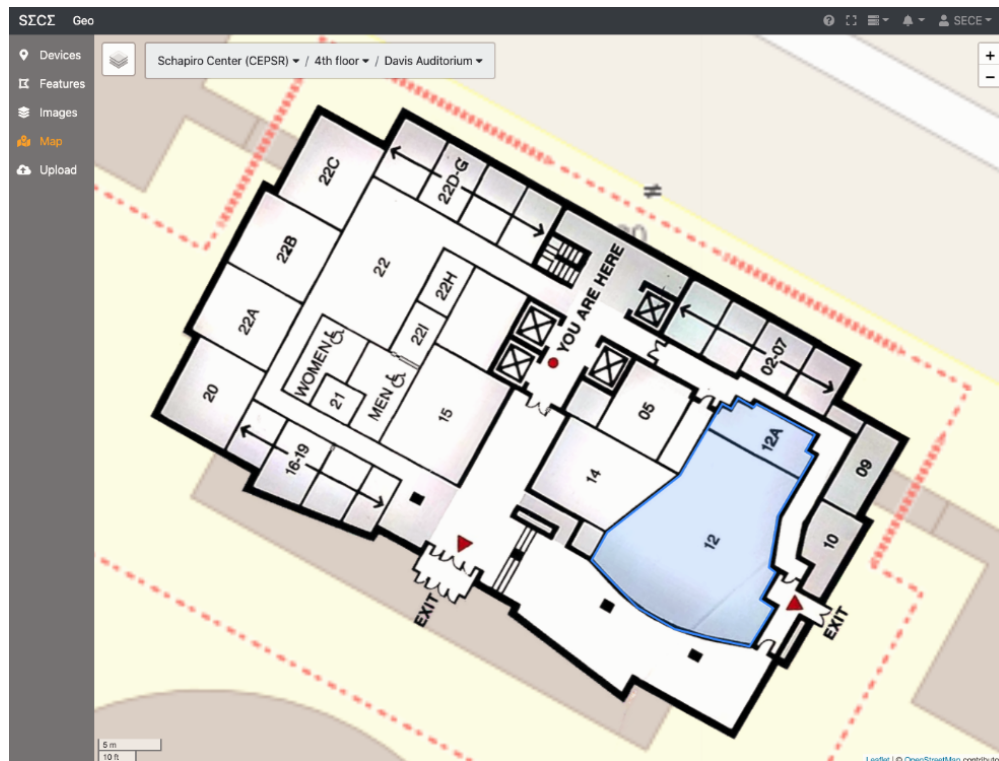 SΣCΣ Geo
SECE
Devices
Features
Images
Map
Upload
Schapiro Center (CEPSR) / 4th floor / Davis Auditorium
+
−
22C
22D-G
22B
22
22H
YOU ARE HERE
22A
22I
WOMEN
02-07
20
21
MEN
15
05
12A
16-19
14
09
12
10
EXIT
EXIT
5 m
10 ft
Leaflet | © OpenStreetMap contributo